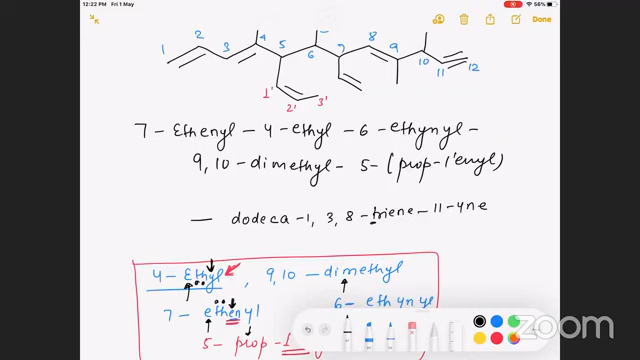 12:22 PM Fri 1 May
91%
Done
8
2
4
9
1
3
5
6
7
10
11
12
1'
2'
3'
7 - Ethenyl - 4 - ethyl - 6 - ethynyl -
9, 10 - dimethyl - 5 - (prop - 1'enyl)
— dodeca - 1, 3, 8 - triene - 11 - yne
4 - Ethyl , 9, 10 - dimethyl
7 - ethenyl 6 - ethynyl
5 - prop - 1
zoom